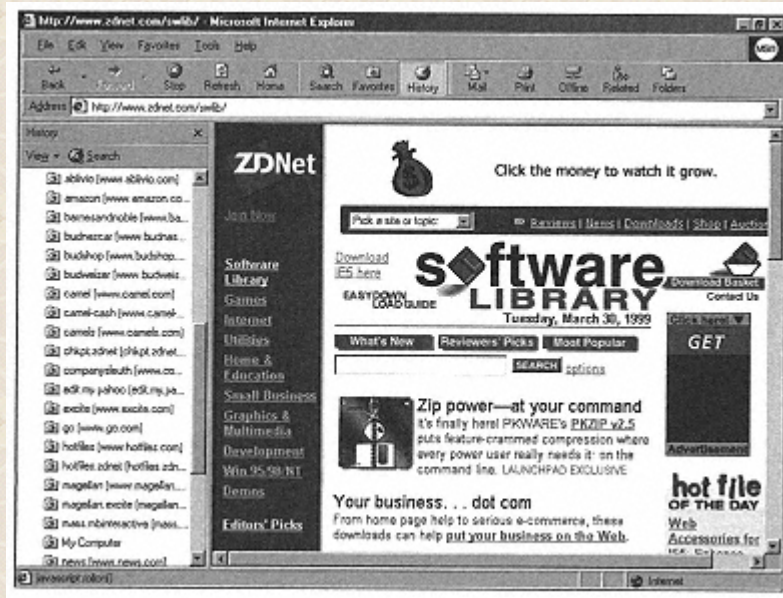 http://www.zdnet.com/swlib/ - Microsoft Internet Explorer
File Edit View Favorites Tools Help
Back Forward Stop Refresh Home Search Favorites History Mail Print Offline Related Folders
Address http://www.zdnet.com/swlib/
History
View Search
ablivio [www.ablivio.com]
amazon [www.amazon.co...
barnesandnoble [www.ba...
budnescar [www.budnes...
budshop [www.budshop....
budweiser [www.budweis...
camel [www.camel.com]
camel-cash [www.camel-...
camels [www.camels.com]
chkpt.zdnet [chkpt.zdnet...
companysleuth [www.co...
edit.my.yahoo [edit.my.ya...
excite [www.excite.com]
go [www.go.com]
hotfiles [www.hotfiles.com]
hotfiles.zdnet [hotfiles.zdn...
magellan [www.magellan....
magellan.excite [magellan...
mass.mbinteractive [mass....
My Computer
news [www.news.com]
ZDNet
Join Now
Software
Library
Games
Internet
Utilities
Home &
Education
Small Business
Graphics &
Multimedia
Development
Win 95/98/NT
Demos
Editors' Picks
Click the money to watch it grow.
Pick a site or topic:
Reviews | News | Downloads | Shop | Auction
Download
IE5 here
EASY DOWN
LOAD GUIDE
software
LIBRARY
Tuesday, March 30, 1999
Download Basket
Contact Us
What's New Reviewers' Picks Most Popular
SEARCH options
Zip power—at your command
It's finally here! PKWARE's PKZIP v2.5
puts feature-crammed compression where
every power user really needs it: on the
command line. LAUNCHPAD EXCLUSIVE
Your business. . . dot com
From home page help to serious e-commerce, these
downloads can help put your business on the Web.
Click here!
GET
Advertisement
hot file
OF THE DAY
Web
Accessories for
Internet